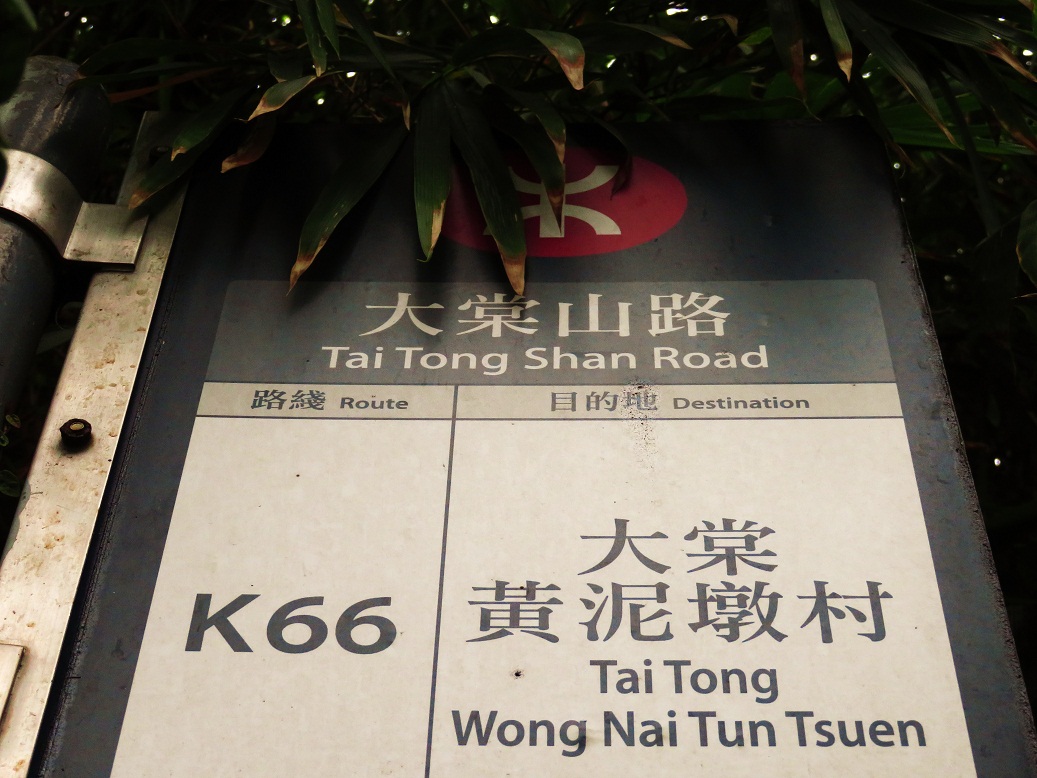 大棠山路
Tai Tong Shan Road
路綫 Route
目的地 Destination
K66
大棠
黃泥墩村
Tai Tong
Wong Nai Tun Tsuen